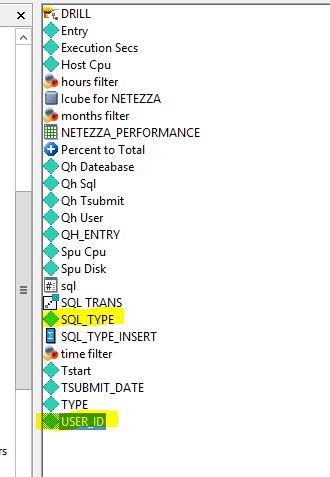 DRILL
Entry
Execution Secs
Host Cpu
hours filter
Icube for NETEZZA
months filter
NETEZZA_PERFORMANCE
Percent to Total
Qh Dateabase
Qh Sql
Qh Tsubmit
Qh User
QH_ENTRY
Spu Cpu
Spu Disk
sql
SQL TRANS
SQL_TYPE
SQL_TYPE_INSERT
time filter
Tstart
TSUBMIT_DATE
TYPE
USER_ID
rs